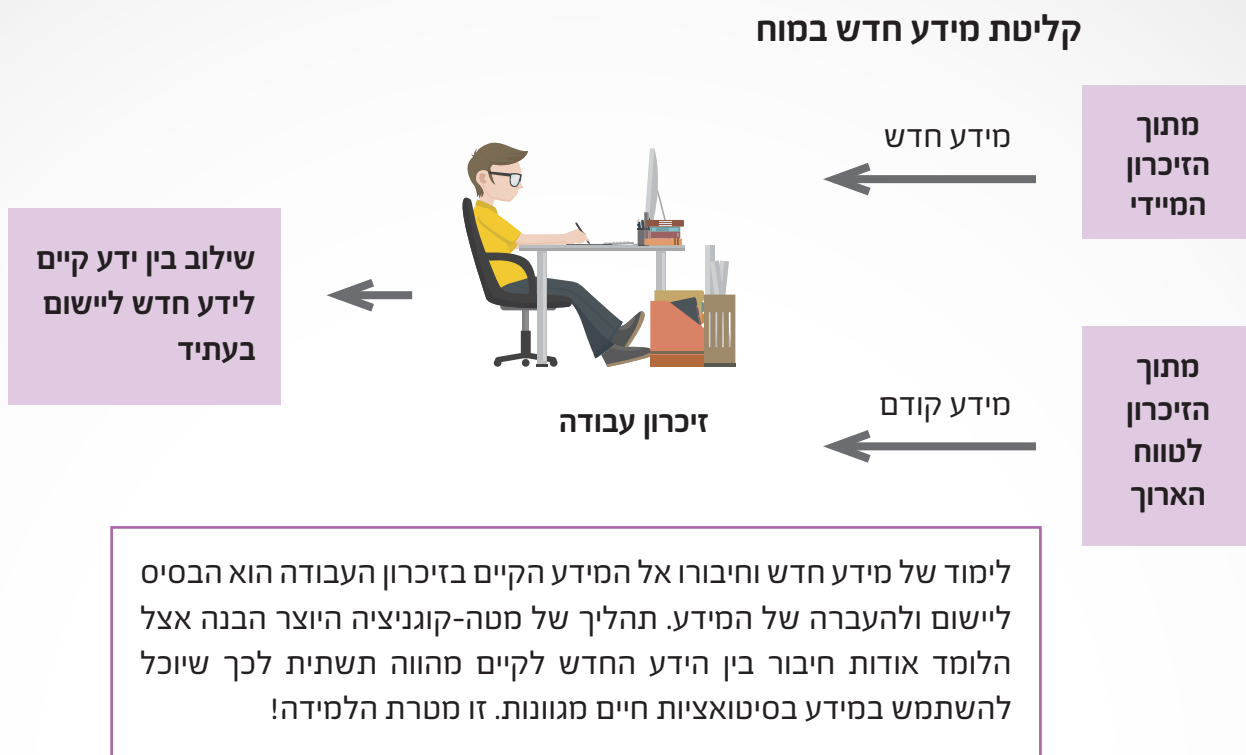 קליטת מידע חדש במוח
מתוך
הזיכרון
המיידי
מידע חדש
שילוב בין ידע קיים
לידע חדש ליישום
בעתיד
מתוך
הזיכרון
לטווח
הארוך
מידע קודם
זיכרון עבודה
לימוד של מידע חדש וחיבורו אל המידע הקיים בזיכרון העבודה הוא הבסיס
ליישום ולהעברה של המידע. תהליך של מטה-קוגניציה היוצר הבנה אצל
הלומד אודות חיבור בין הידע החדש לקיים מהווה תשתית לכך שיוכל
להשתמש במידע בסיטואציות חיים מגוונות. זו מטרת הלמידה!